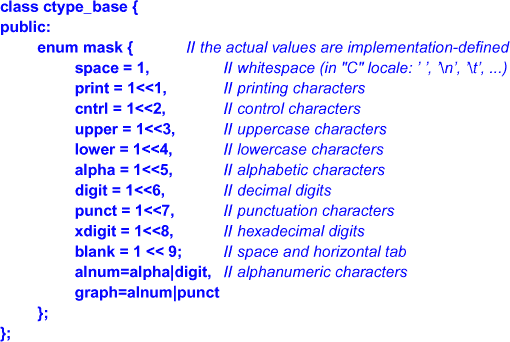 class ctype_base {
public:
enum mask { // the actual values are implementation-defined
space = 1, // whitespace (in "C" locale: ’ ’, ’\n’, ’\t’, ...)
print = 1<<1, // printing characters
cntrl = 1<<2, // control characters
upper = 1<<3, // uppercase characters
lower = 1<<4, // lowercase characters
alpha = 1<<5, // alphabetic characters
digit = 1<<6, // decimal digits
punct = 1<<7, // punctuation characters
xdigit = 1<<8, // hexadecimal digits
blank = 1 << 9; // space and horizontal tab
alnum=alpha|digit, // alphanumeric characters
graph=alnum|punct
};
};